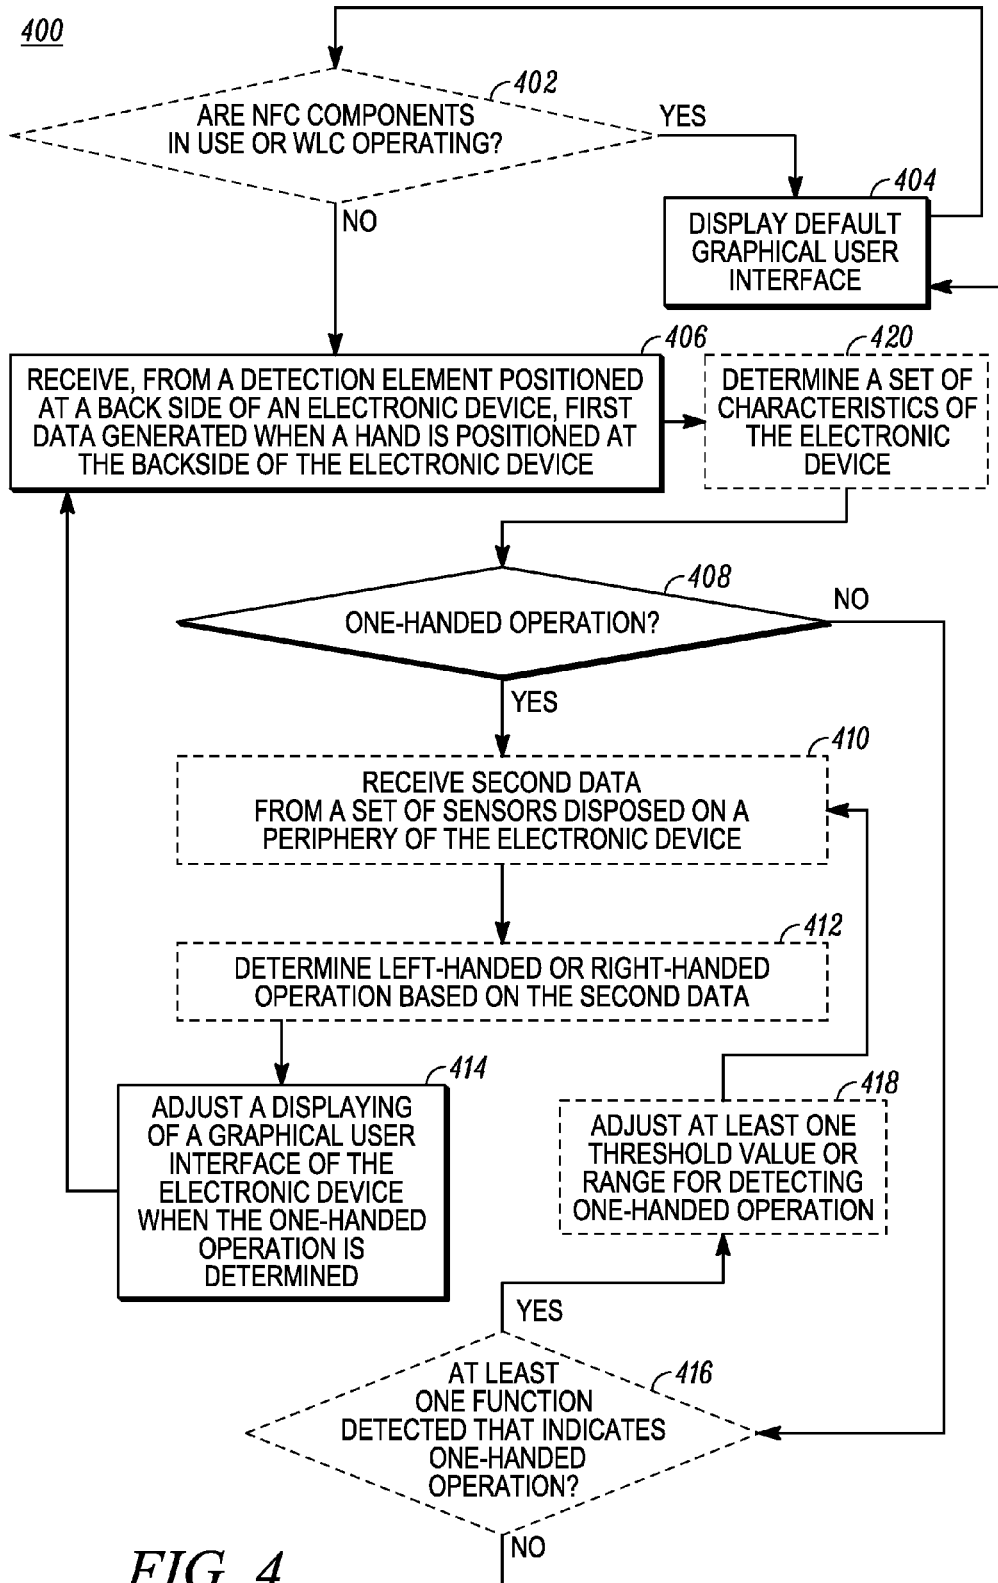 400
402
ARE NFC COMPONENTS
IN USE OR WLC OPERATING?
YES
NO
404
DISPLAY DEFAULT
GRAPHICAL USER
INTERFACE
406
RECEIVE, FROM A DETECTION ELEMENT POSITIONED
AT A BACK SIDE OF AN ELECTRONIC DEVICE, FIRST
DATA GENERATED WHEN A HAND IS POSITIONED AT
THE BACKSIDE OF THE ELECTRONIC DEVICE
420
DETERMINE A SET OF
CHARACTERISTICS OF
THE ELECTRONIC
DEVICE
408
ONE-HANDED OPERATION?
NO
YES
410
RECEIVE SECOND DATA
FROM A SET OF SENSORS DISPOSED ON A
PERIPHERY OF THE ELECTRONIC DEVICE
412
DETERMINE LEFT-HANDED OR RIGHT-HANDED
OPERATION BASED ON THE SECOND DATA
414
ADJUST A DISPLAYING
OF A GRAPHICAL USER
INTERFACE OF THE
ELECTRONIC DEVICE
WHEN THE ONE-HANDED
OPERATION IS
DETERMINED
418
ADJUST AT LEAST ONE
THRESHOLD VALUE OR
RANGE FOR DETECTING
ONE-HANDED OPERATION
YES
416
AT LEAST
ONE FUNCTION
DETECTED THAT INDICATES
ONE-HANDED
OPERATION?
NO
FIG. 4